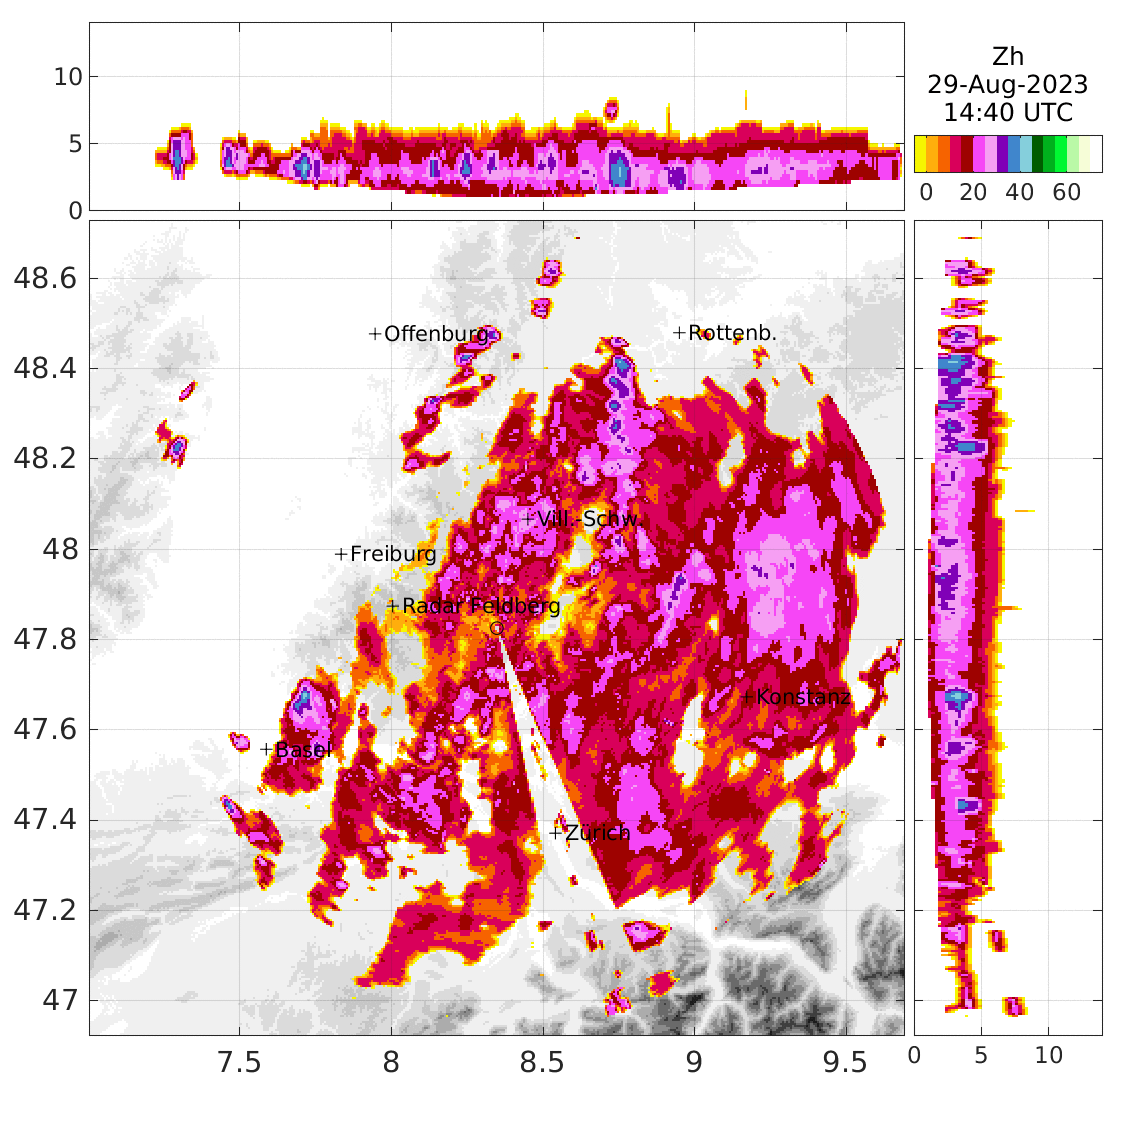 10
5
0
Zh
29-Aug-2023
14:40 UTC
0 20 40 60
48.6
48.4
48.2
48
47.8
47.6
47.4
47.2
47
+Offenburg
+Rottenb.
+Vill.-Schw.
+Freiburg
+Radar Feldberg
+Konstanz
+Basel
+Zürich
7.5 8 8.5 9 9.5
0 5 10